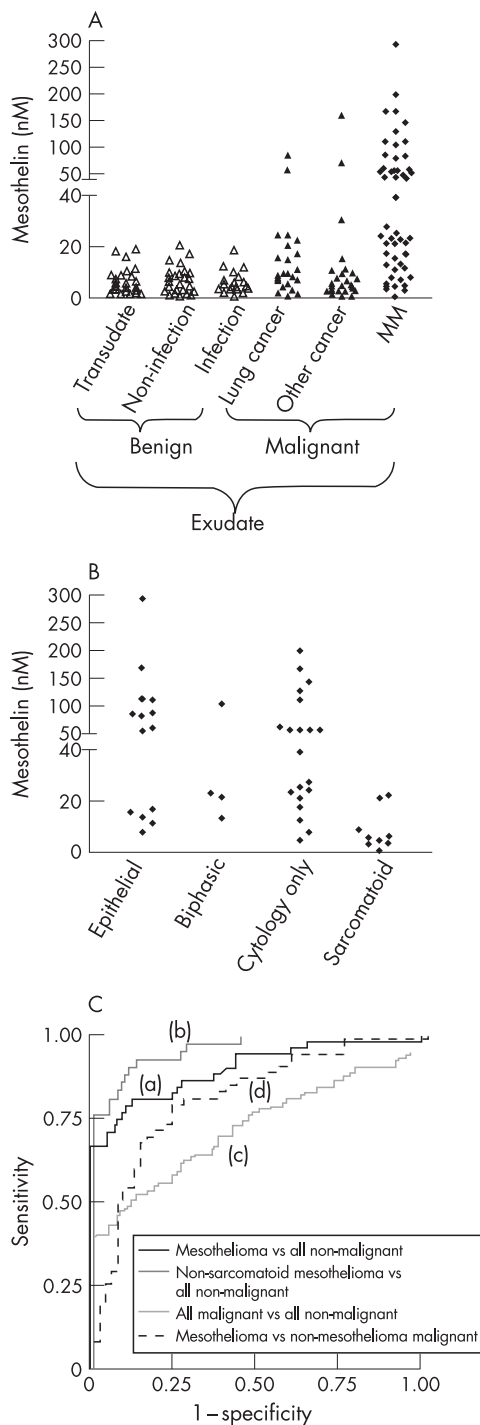 A
300
250
200
150
100
50
40
20
0
Mesothelin (nM)
Transudate
Non-infection
Infection
Lung cancer
Other cancer
MM
Benign
Malignant
Exudate
B
300
250
200
150
100
50
40
20
0
Mesothelin (nM)
Epithelial
Biphasic
Cytology only
Sarcomatoid
C
1.00
0.75
0.50
0.25
0
Sensitivity
(b)
(a)
(d)
(c)
Mesothelioma vs all non-malignant
Non-sarcomatoid mesothelioma vs
all non-malignant
All malignant vs all non-malignant
Mesothelioma vs non-mesothelioma malignant
0 0.25 0.50 0.75 1.00
1 – specificity